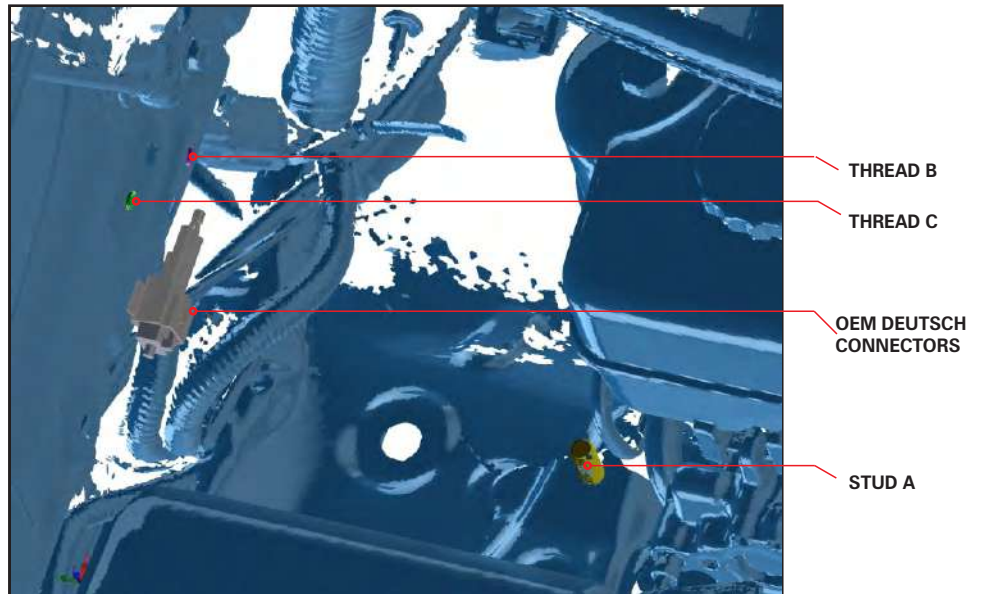 THREAD B
THREAD C
OEM DEUTSCH
CONNECTORS
STUD A